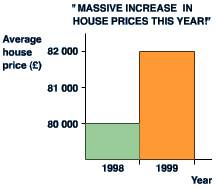 " MASSIVE INCREASE IN
HOUSE PRICES THIS YEAR!"
Average
house
price (£)
82 000
81 000
80 000
1998
1999
Year